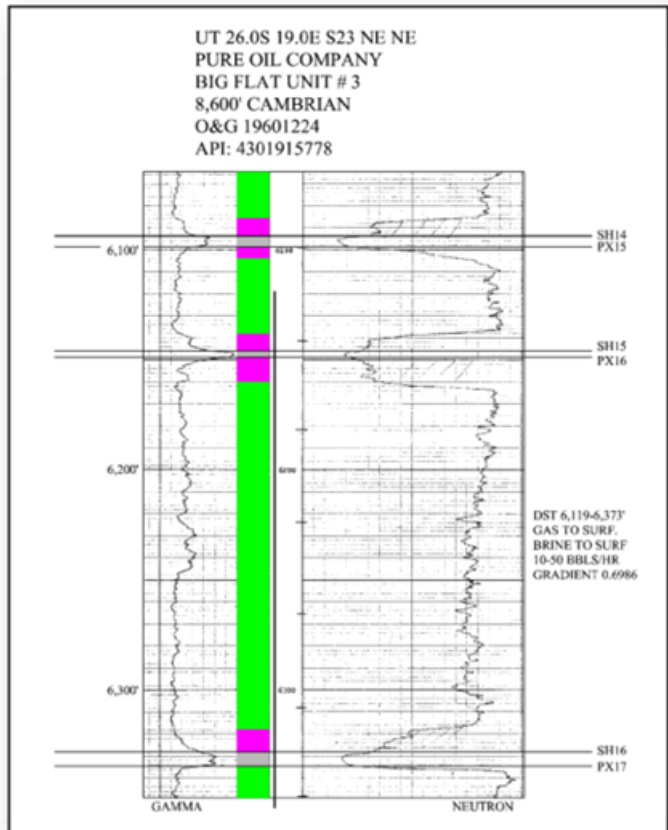 UT 26.0S 19.0E S23 NE NE
PURE OIL COMPANY
BIG FLAT UNIT # 3
8,600' CAMBRIAN
O&G 19601224
API: 4301915778
SH14
6,100'
PX15
SH15
PX16
6,200'
6200
DST 6,119-6,373'
GAS TO SURF.
BRINE TO SURF
10-50 BBLS/HR
GRADIENT 0.6986
6,300'
6300
SH16
PX17
GAMMA
NEUTRON